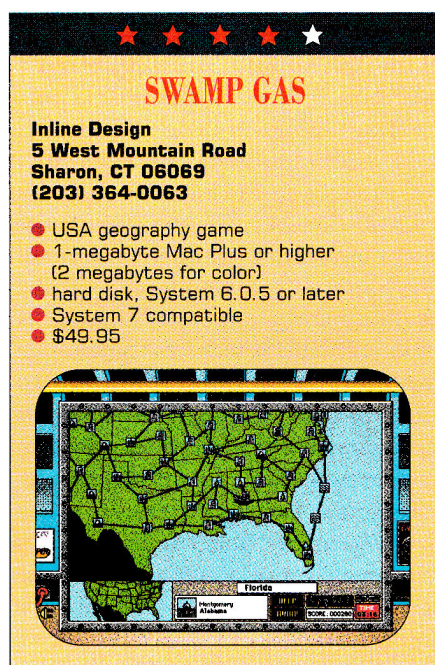 SWAMP GAS
Inline Design
5 West Mountain Road
Sharon, CT 06069
(203) 364-0063
USA geography game
1-megabyte Mac Plus or higher
(2 megabytes for color)
hard disk, System 6.0.5 or later
System 7 compatible
$49.95
Florida
Montgomery
Alabama
SCORE: 000200
TIME